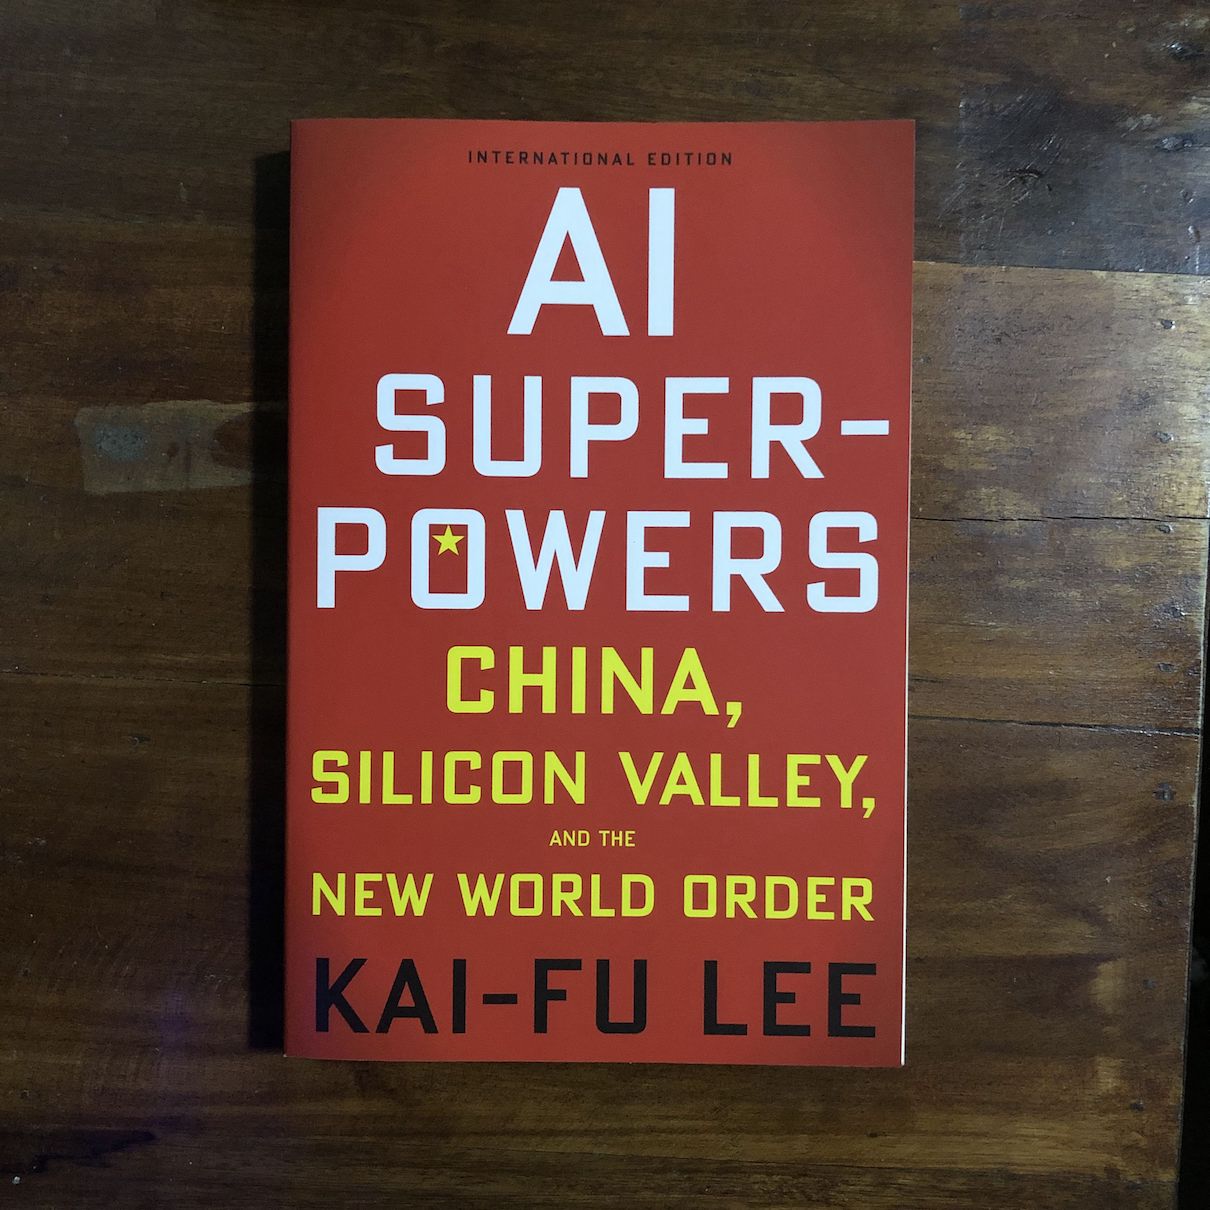 INTERNATIONAL EDITION
AI
SUPER-
POWERS
CHINA,
SILICON VALLEY,
AND THE
NEW WORLD ORDER
KAI-FU LEE